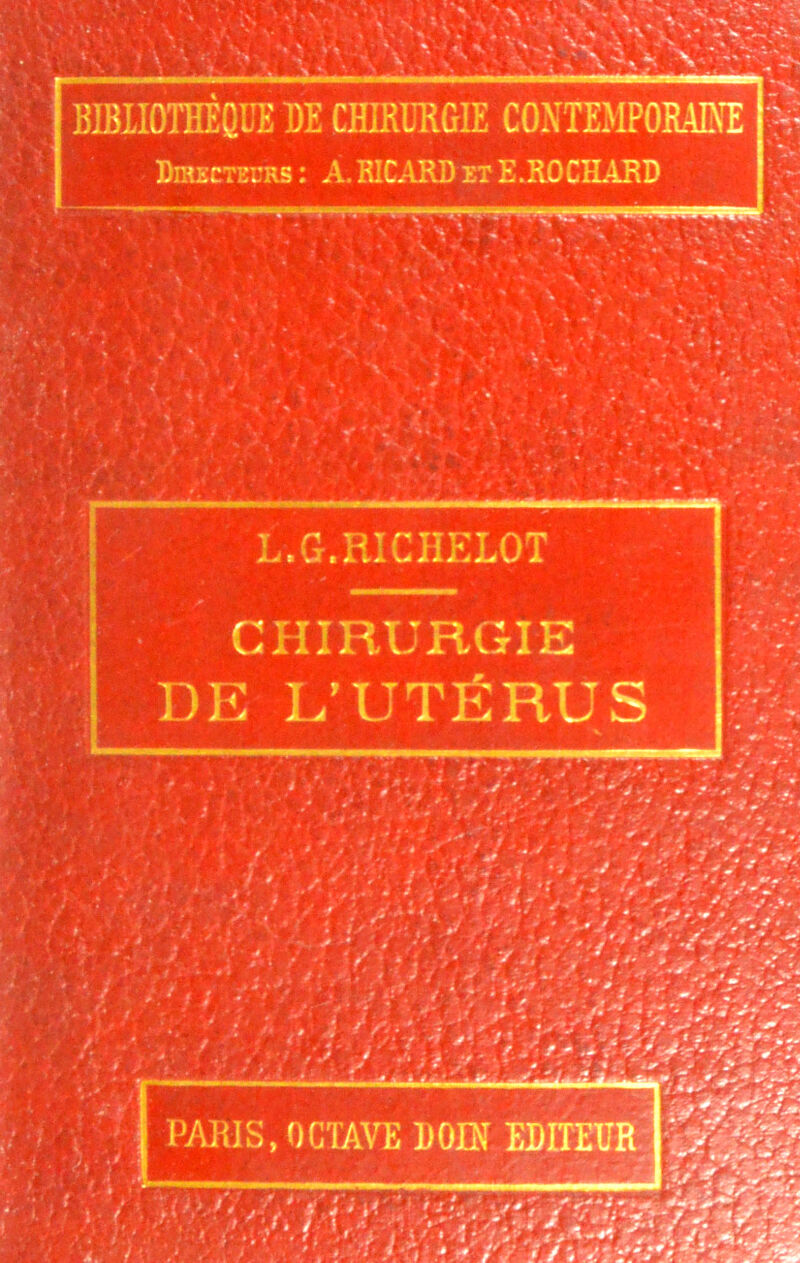 BIBLIOTHÈQUE DE CHIRURGIE CONTEMPORAINE
DIRECTEURS: A. RICARD ET E. ROCHARD
L. G. RICHELOT
CHIRURGIE
DE L'UTÉRUS
PARIS, OCTAVE DOIN EDITEUR